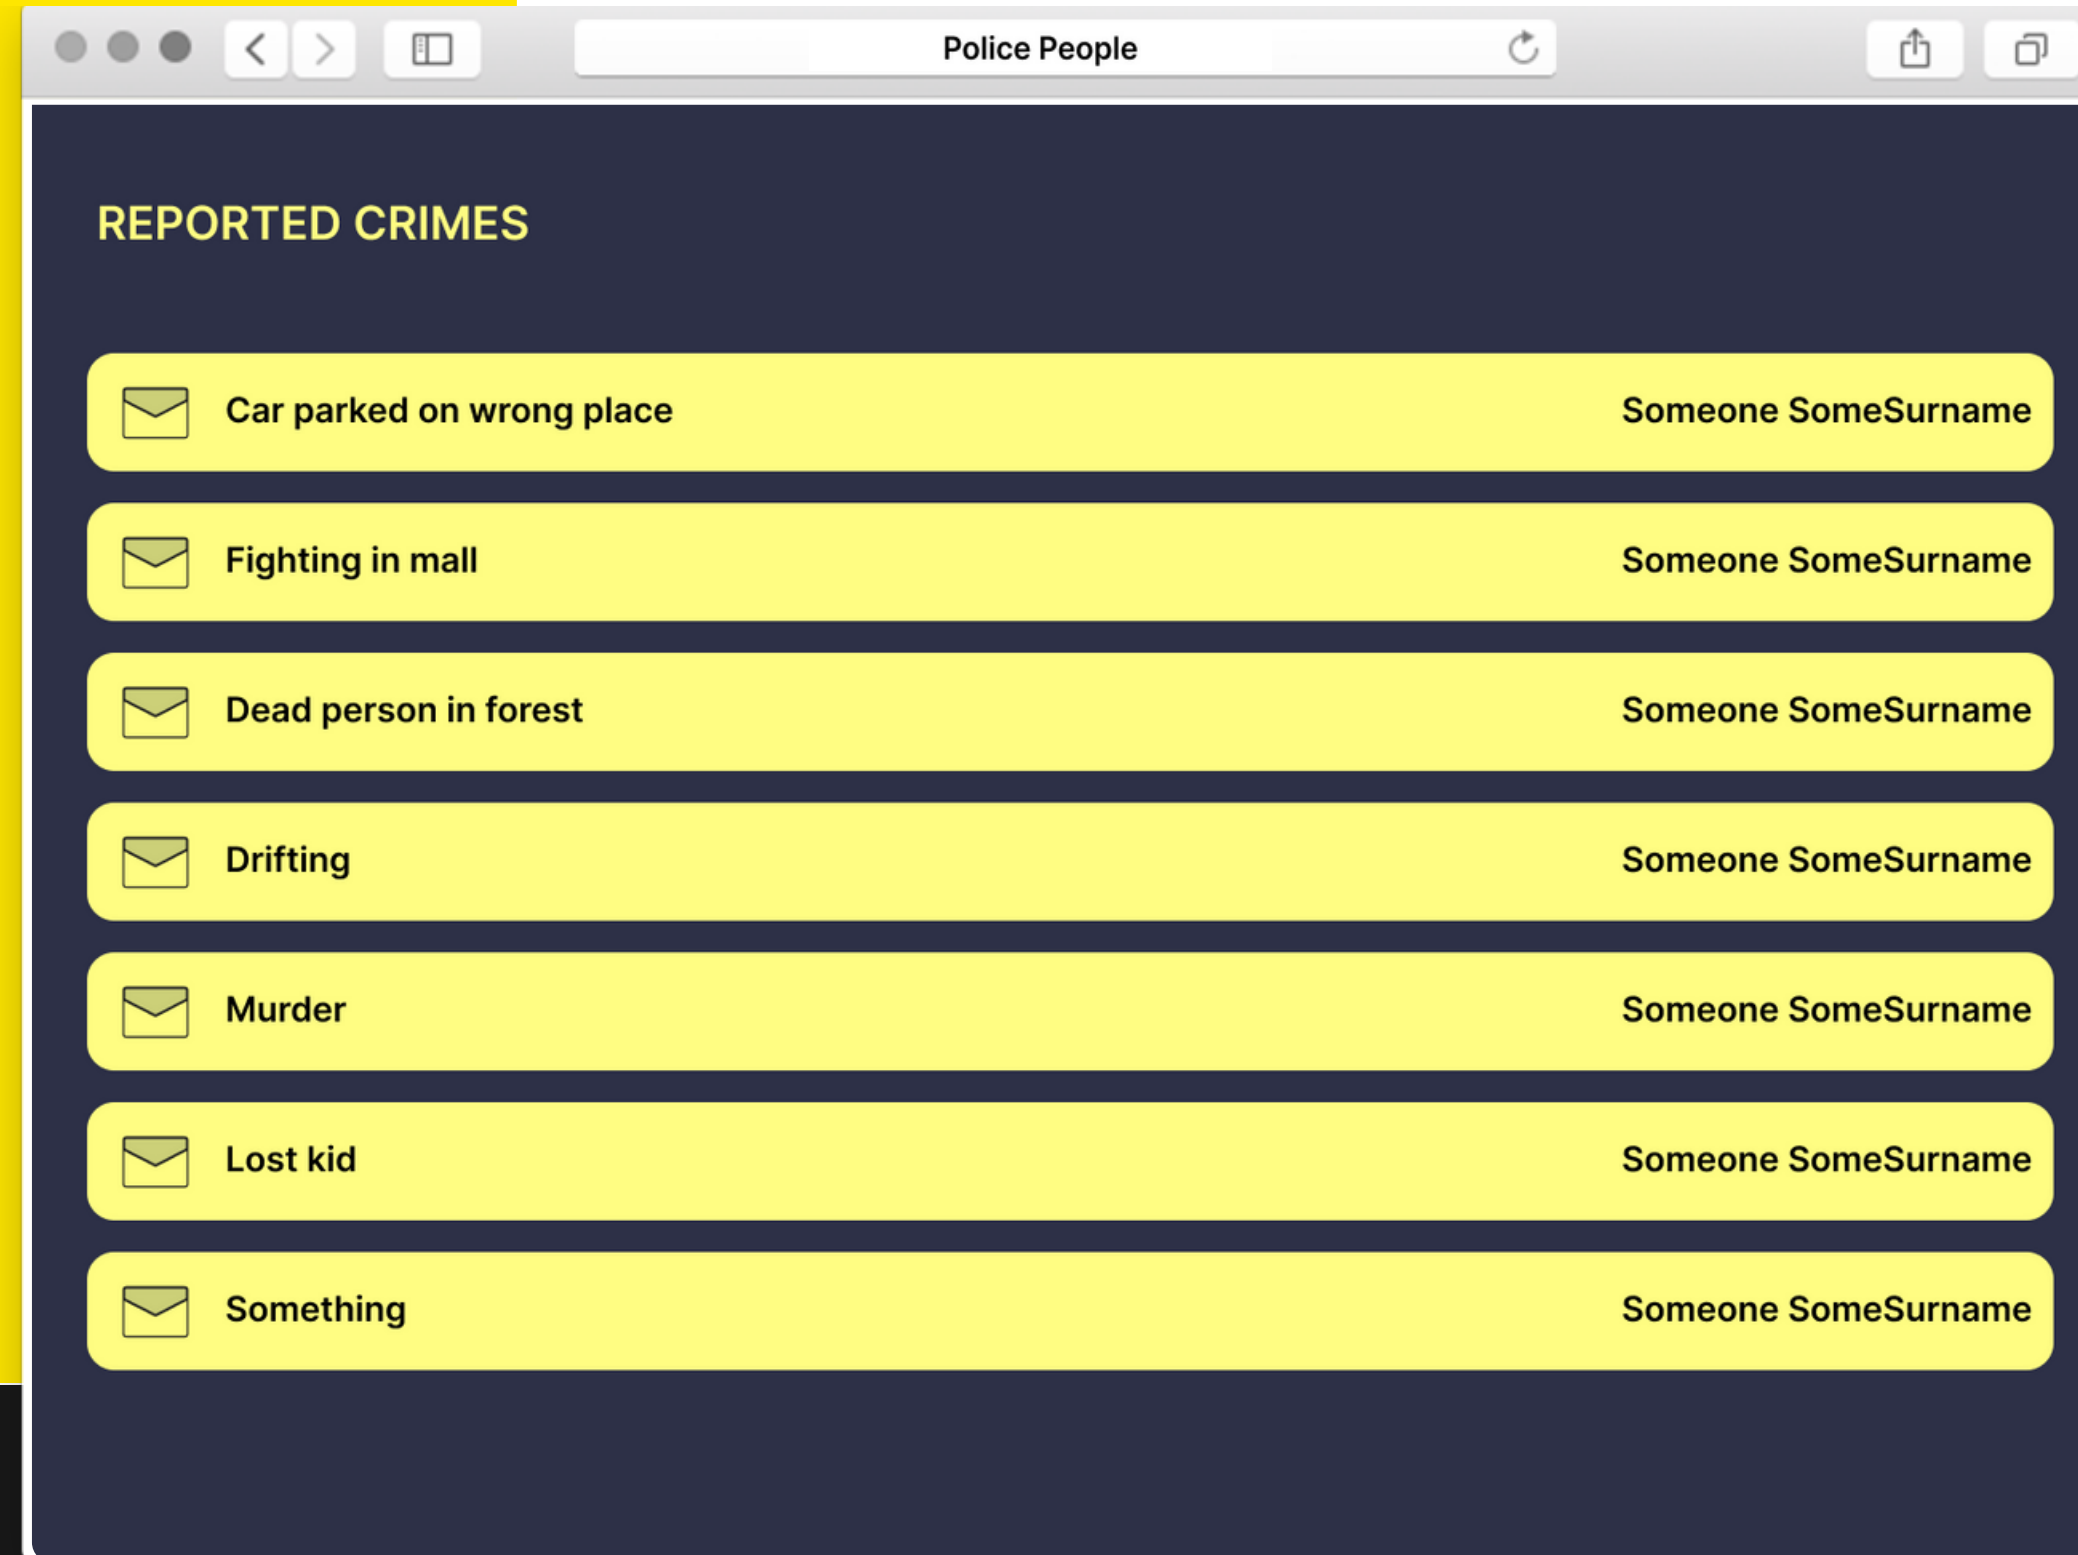 Police People
REPORTED CRIMES
Car parked on wrong place Someone SomeSurname
Fighting in mall Someone SomeSurname
Dead person in forest Someone SomeSurname
Drifting Someone SomeSurname
Murder Someone SomeSurname
Lost kid Someone SomeSurname
Something Someone SomeSurname